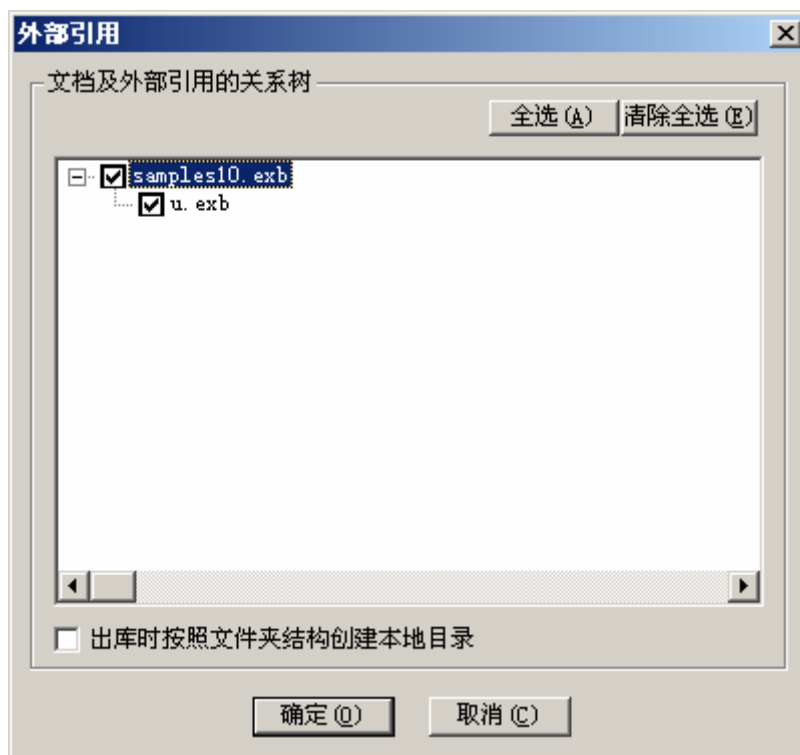 外部引用
文档及外部引用的关系树
全选(A) 清除全选(E)
samples10.exb
u.exb
出库时按照文件夹结构创建本地目录
确定(O) 取消(C)